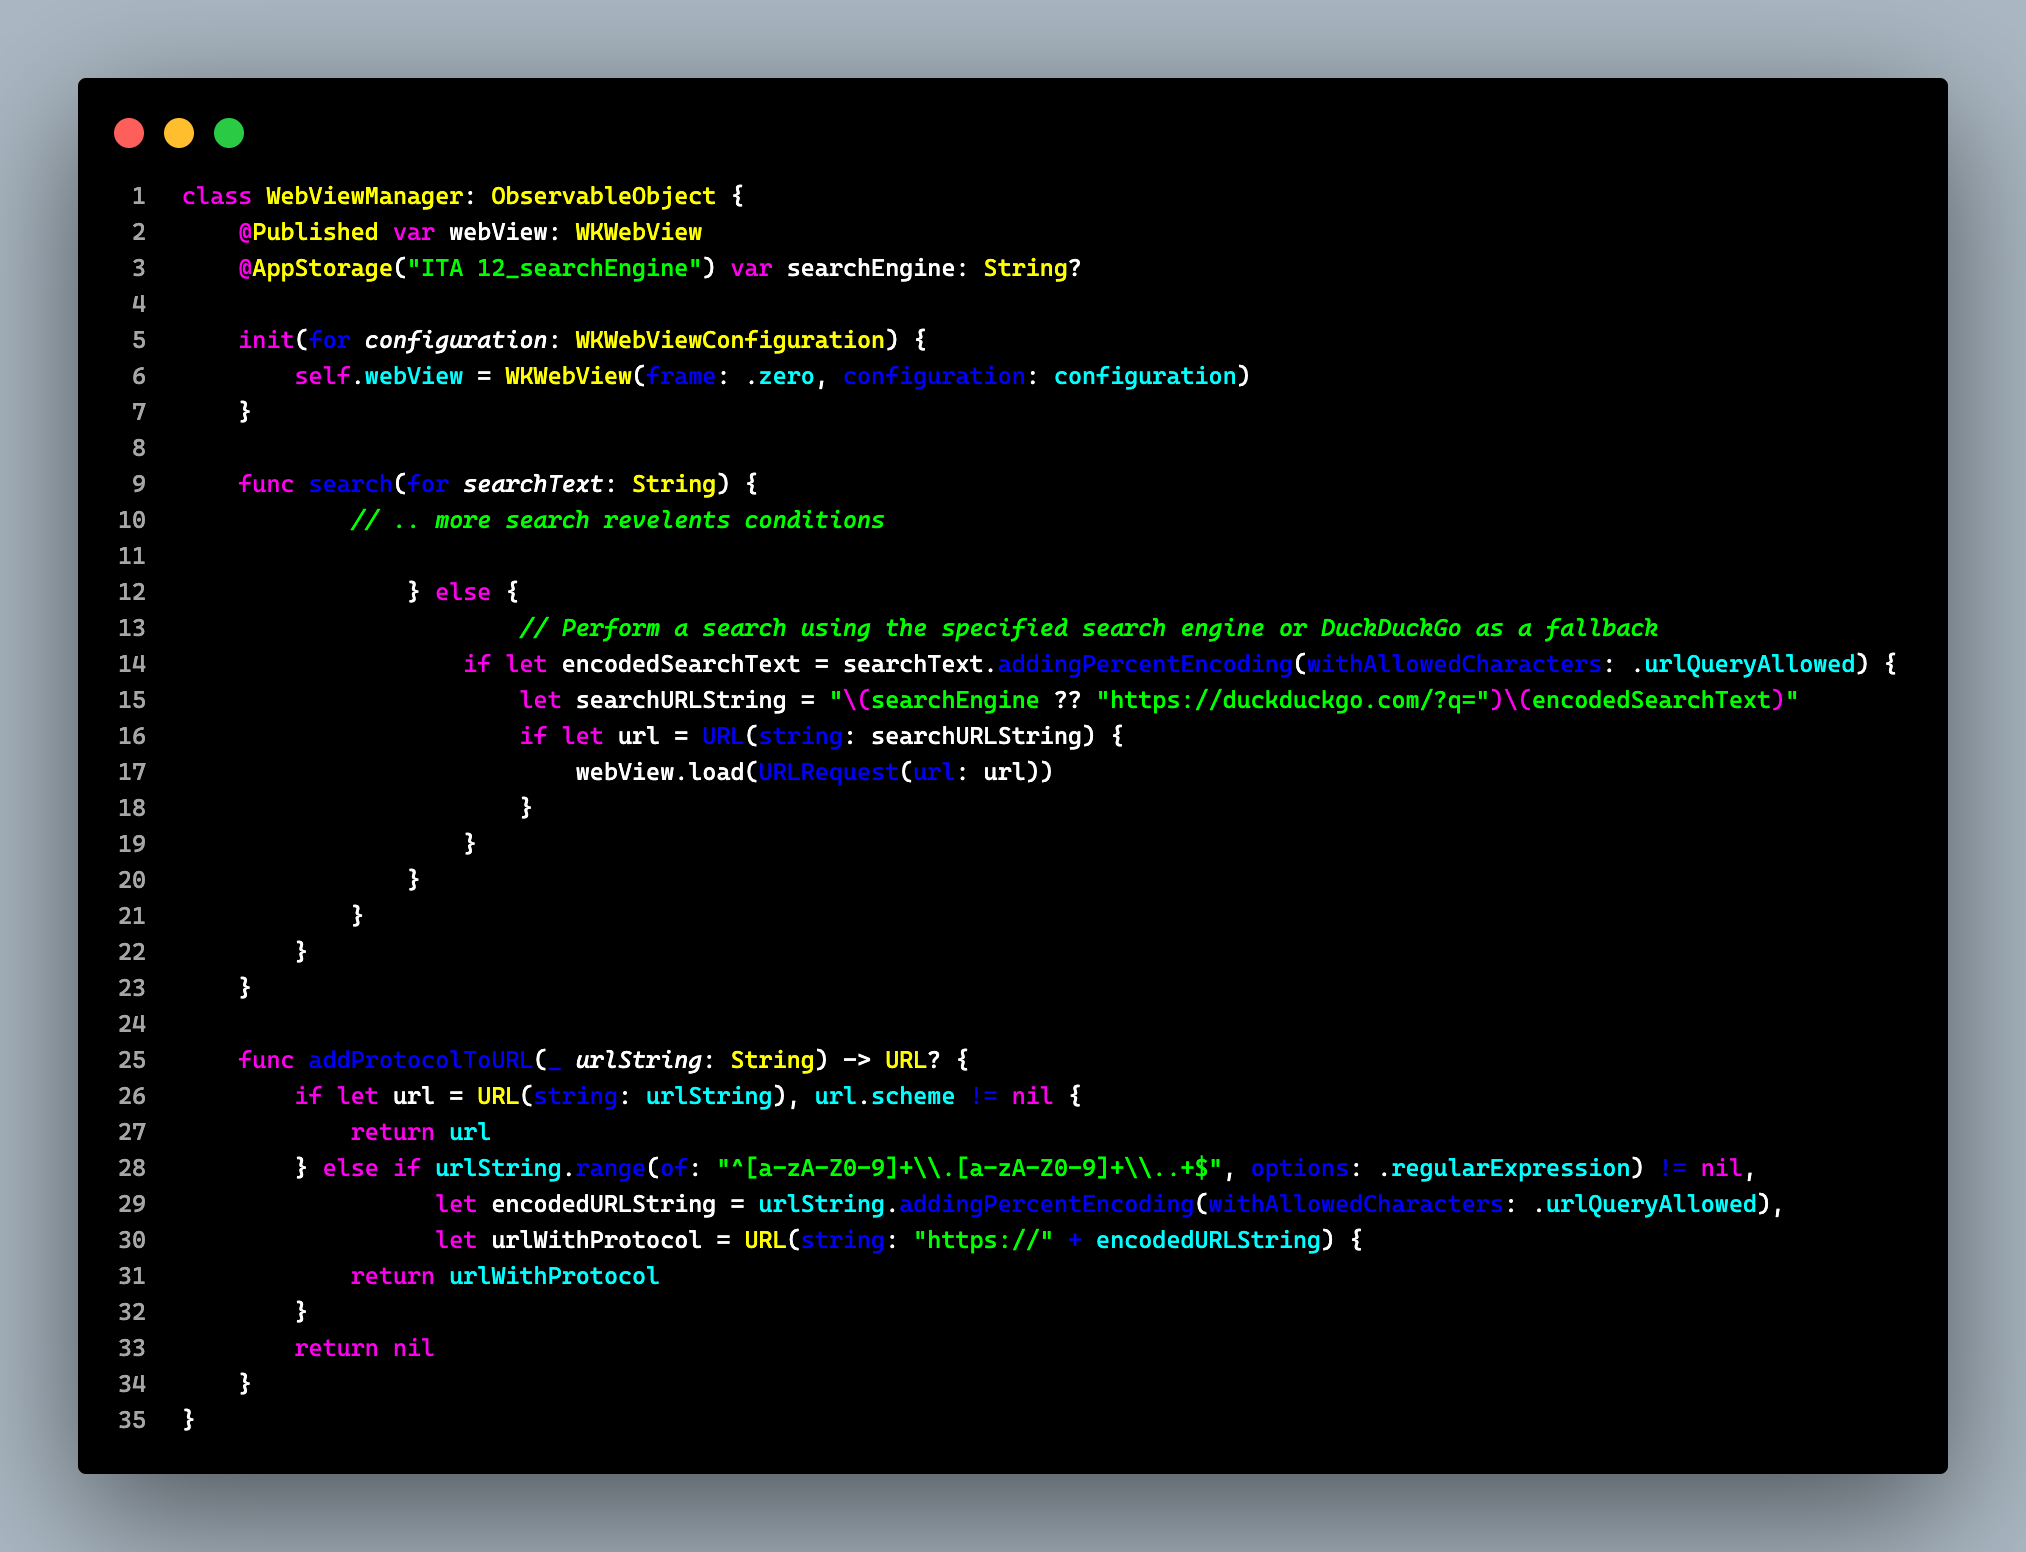 1 class WebViewManager: ObservableObject {
2 @Published var webView: WKWebView
3 @AppStorage("ITA 12_searchEngine") var searchEngine: String?
4
5 init(for configuration: WKWebViewConfiguration) {
6 self.webView = WKWebView(frame: .zero, configuration: configuration)
7 }
8
9 func search(for searchText: String) {
10 // .. more search revelents conditions
11
12 } else {
13 // Perform a search using the specified search engine or DuckDuckGo as a fallback
14 if let encodedSearchText = searchText.addingPercentEncoding(withAllowedCharacters: .urlQueryAllowed) {
15 let searchURLString = "\(searchEngine ?? "https://duckduckgo.com/?q=")\(encodedSearchText)"
16 if let url = URL(string: searchURLString) {
17 webView.load(URLRequest(url: url))
18 }
19 }
20 }
21 }
22 }
23 }
24
25 func addProtocolToURL(_ urlString: String) -> URL? {
26 if let url = URL(string: urlString), url.scheme != nil {
27 return url
28 } else if urlString.range(of: "^[a-zA-Z0-9]+\\.[a-zA-Z0-9]+\\..+$", options: .regularExpression) != nil,
29 let encodedURLString = urlString.addingPercentEncoding(withAllowedCharacters: .urlQueryAllowed),
30 let urlWithProtocol = URL(string: "https://" + encodedURLString) {
31 return urlWithProtocol
32 }
33 return nil
34 }
35 }